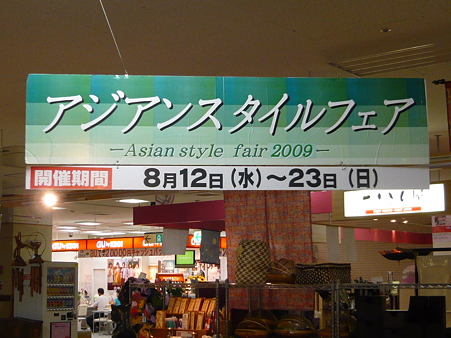 アジアンスタイルフェア
－Asian style fair 2009－
開催期間 8月12日(水)～23日(日)